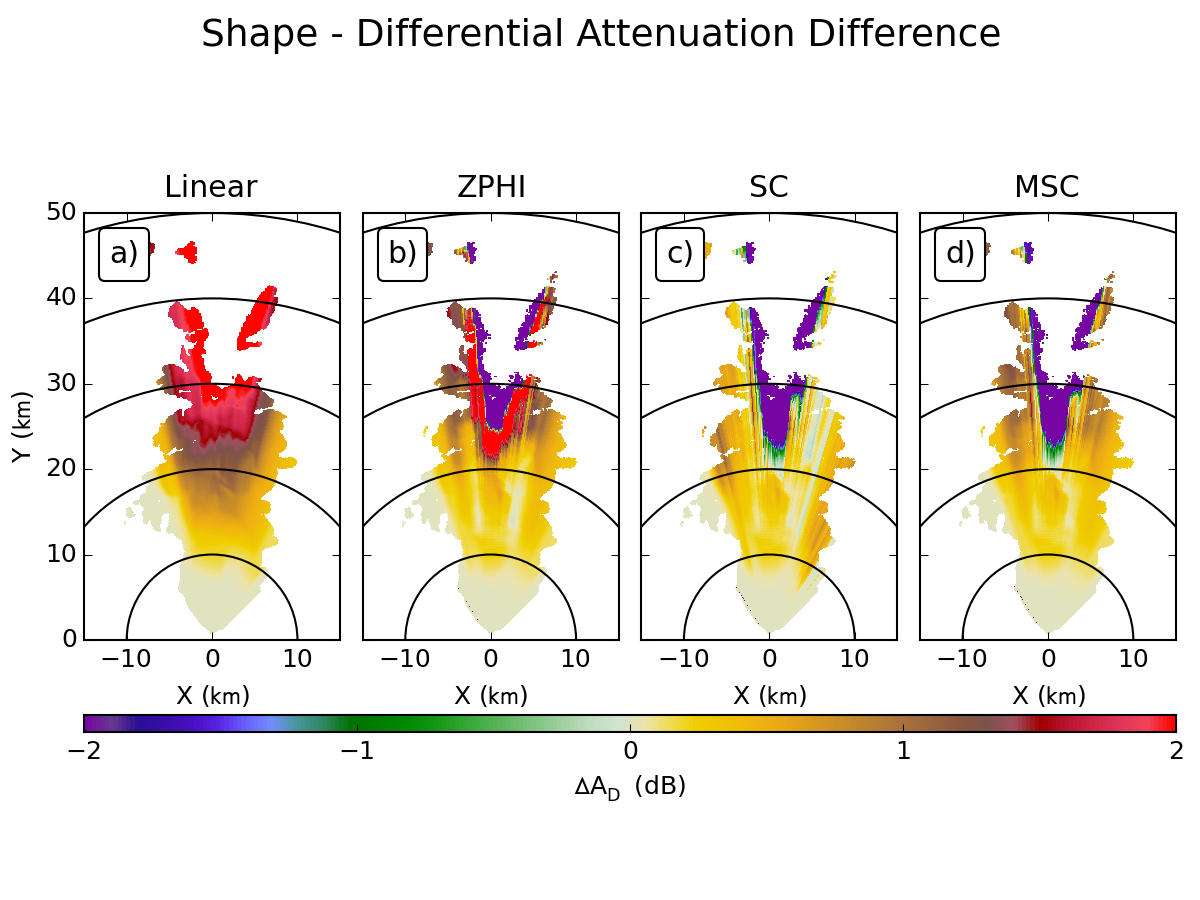 Shape - Differential Attenuation Difference
Linear
ZPHI
SC
MSC
a)
b)
c)
d)
50
40
30
20
10
0
Y (km)
−10 0 10
−10 0 10
−10 0 10
−10 0 10
X (km)
X (km)
X (km)
X (km)
−2 −1 0 1 2
ΔA_D (dB)